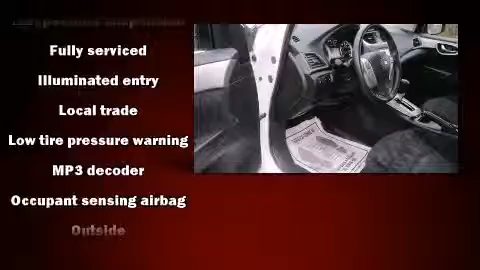 Fully serviced
Illuminated entry
Local trade
Low tire pressure warning
MP3 decoder
Occupant sensing airbag
Outside